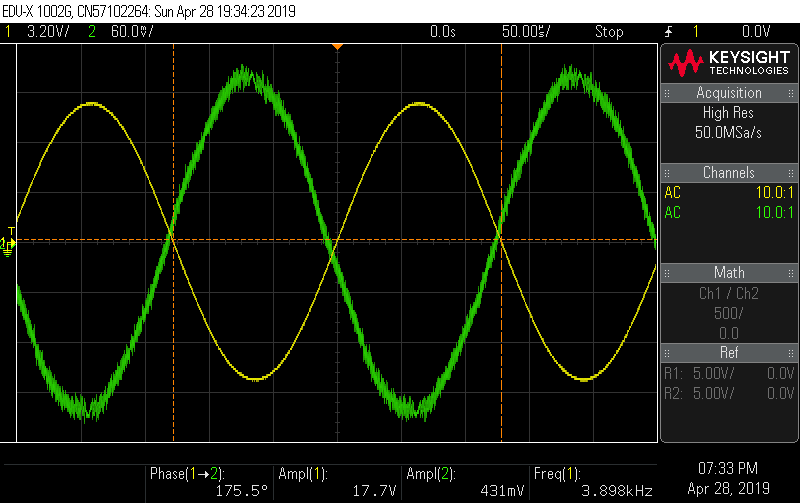 EDU-X 1002G, CN57102264: Sun Apr 28 19:34:23 2019
1 3.20V/ 2 60.0mV/ 0.0s 50.00µs/ Stop 1 0.0V
KEYSIGHT
TECHNOLOGIES
Acquisition
High Res
50.0MSa/s
Channels
AC 10.0:1
AC 10.0:1
Math
Ch1 / Ch2
500/
0.0
Ref
R1: 5.00V/ 0.0V
R2: 5.00V/ 0.0V
T
Phase(1→2): Ampl(1): Ampl(2): Freq(1):
175.5° 17.7V 431mV 3.898kHz
07:33 PM
Apr 28, 2019